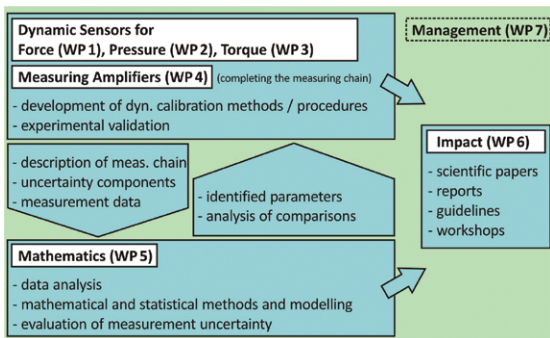 Dynamic Sensors for
Force (WP 1), Pressure (WP 2), Torque (WP 3)
Measuring Amplifiers (WP 4) (completing the measuring chain)
- development of dyn. calibration methods / procedures
- experimental validation
Management (WP 7)
- description of meas. chain
- uncertainty components
- measurement data
- identified parameters
- analysis of comparisons
Impact (WP 6)
- scientific papers
- reports
- guidelines
- workshops
Mathematics (WP 5)
- data analysis
- mathematical and statistical methods and modelling
- evaluation of measurement uncertainty